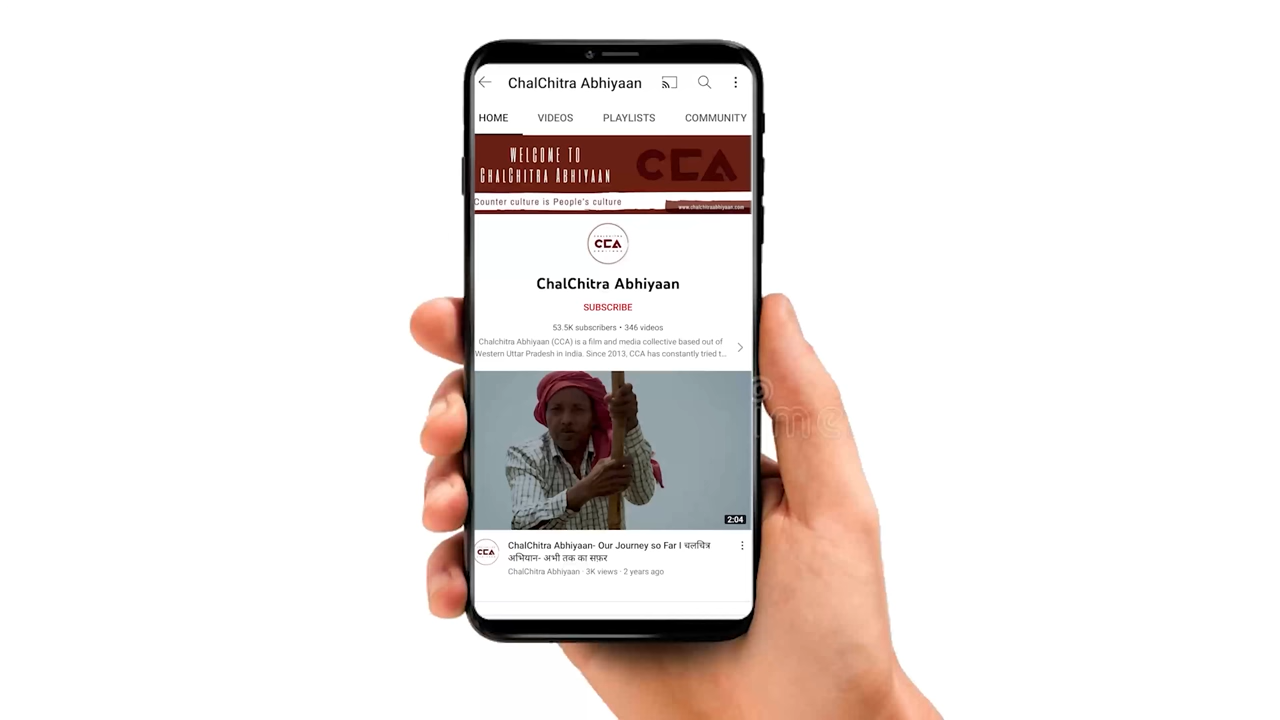 ChalChitra Abhiyaan
HOME VIDEOS PLAYLISTS COMMUNITY
WELCOME TO
CHALCHITRA ABHIYAAN
CCA
Counter culture is People's culture
www.chalchitraabhiyaan.com
CHALCHITRA
CCA
ABHIYAAN
ChalChitra Abhiyaan
SUBSCRIBE
53.5K subscribers • 346 videos
Chalchitra Abhiyaan (CCA) is a film and media collective based out of
Western Uttar Pradesh in India. Since 2013, CCA has constantly tried t...
2:04
CCA
ChalChitra Abhiyaan- Our Journey so Far I चलचित्र
अभियान- अभी तक का सफ़र
ChalChitra Abhiyaan · 3K views · 2 years ago